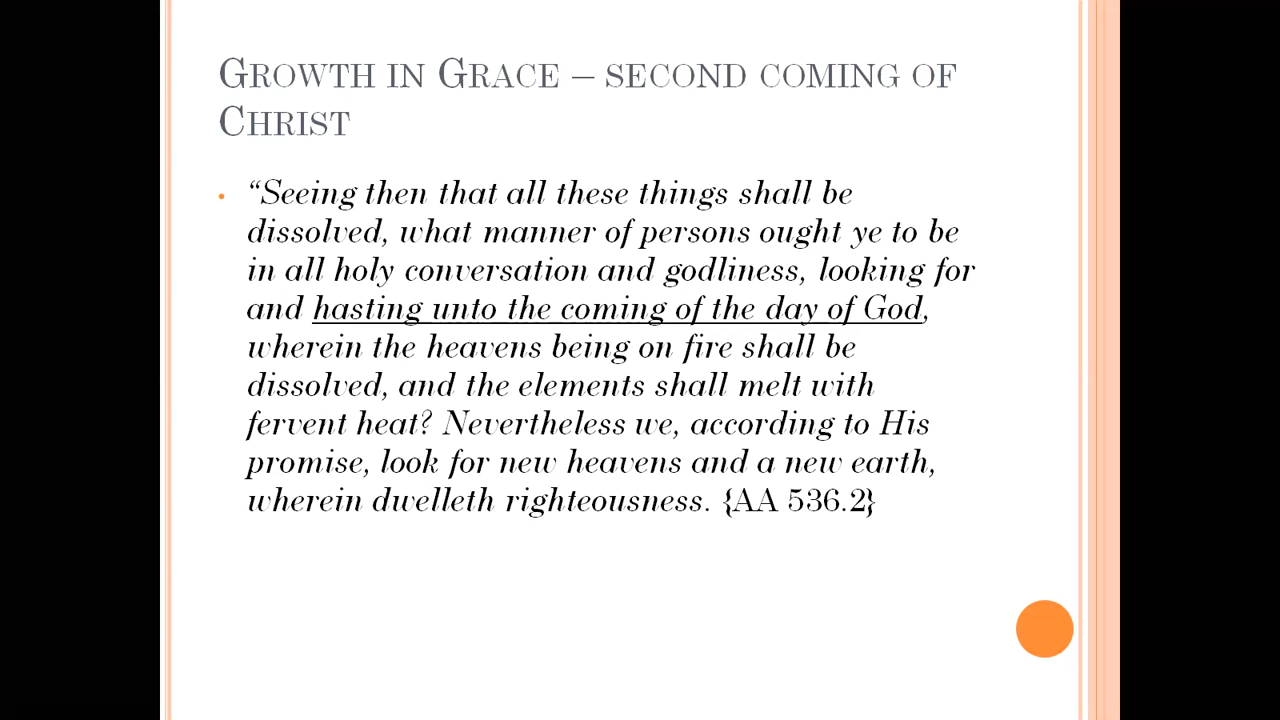 GROWTH IN GRACE – SECOND COMING OF
CHRIST
• “Seeing then that all these things shall be
dissolved, what manner of persons ought ye to be
in all holy conversation and godliness, looking for
and hasting unto the coming of the day of God,
wherein the heavens being on fire shall be
dissolved, and the elements shall melt with
fervent heat? Nevertheless we, according to His
promise, look for new heavens and a new earth,
wherein dwelleth righteousness. {AA 536.2}